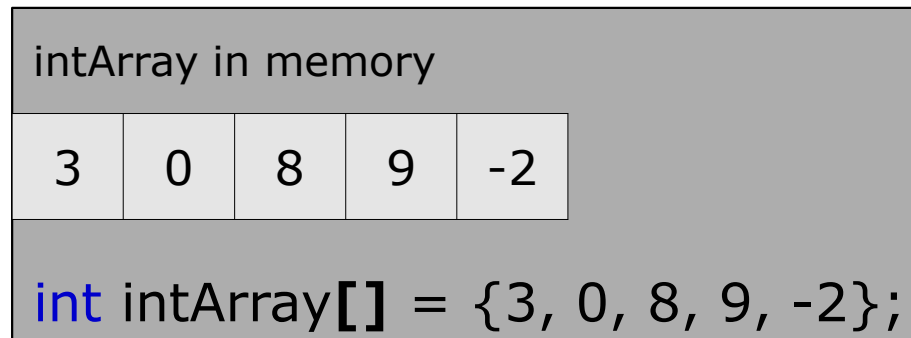 intArray in memory
3 0 8 9 -2
int intArray[] = {3, 0, 8, 9, -2};